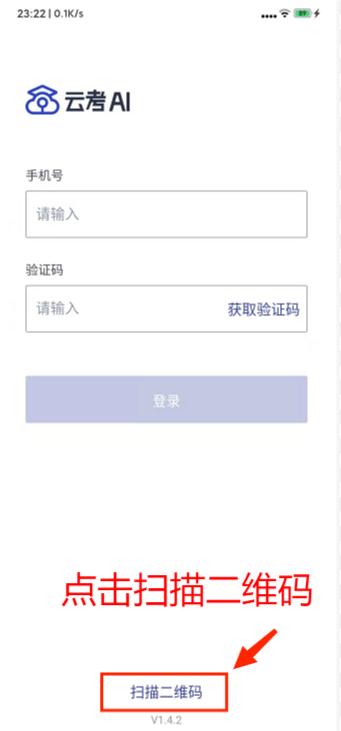 23:22 | 0.1K/s
89
云考AI
手机号
请输入
验证码
请输入 获取验证码
登录
点击扫描二维码
扫描二维码
V1.4.2